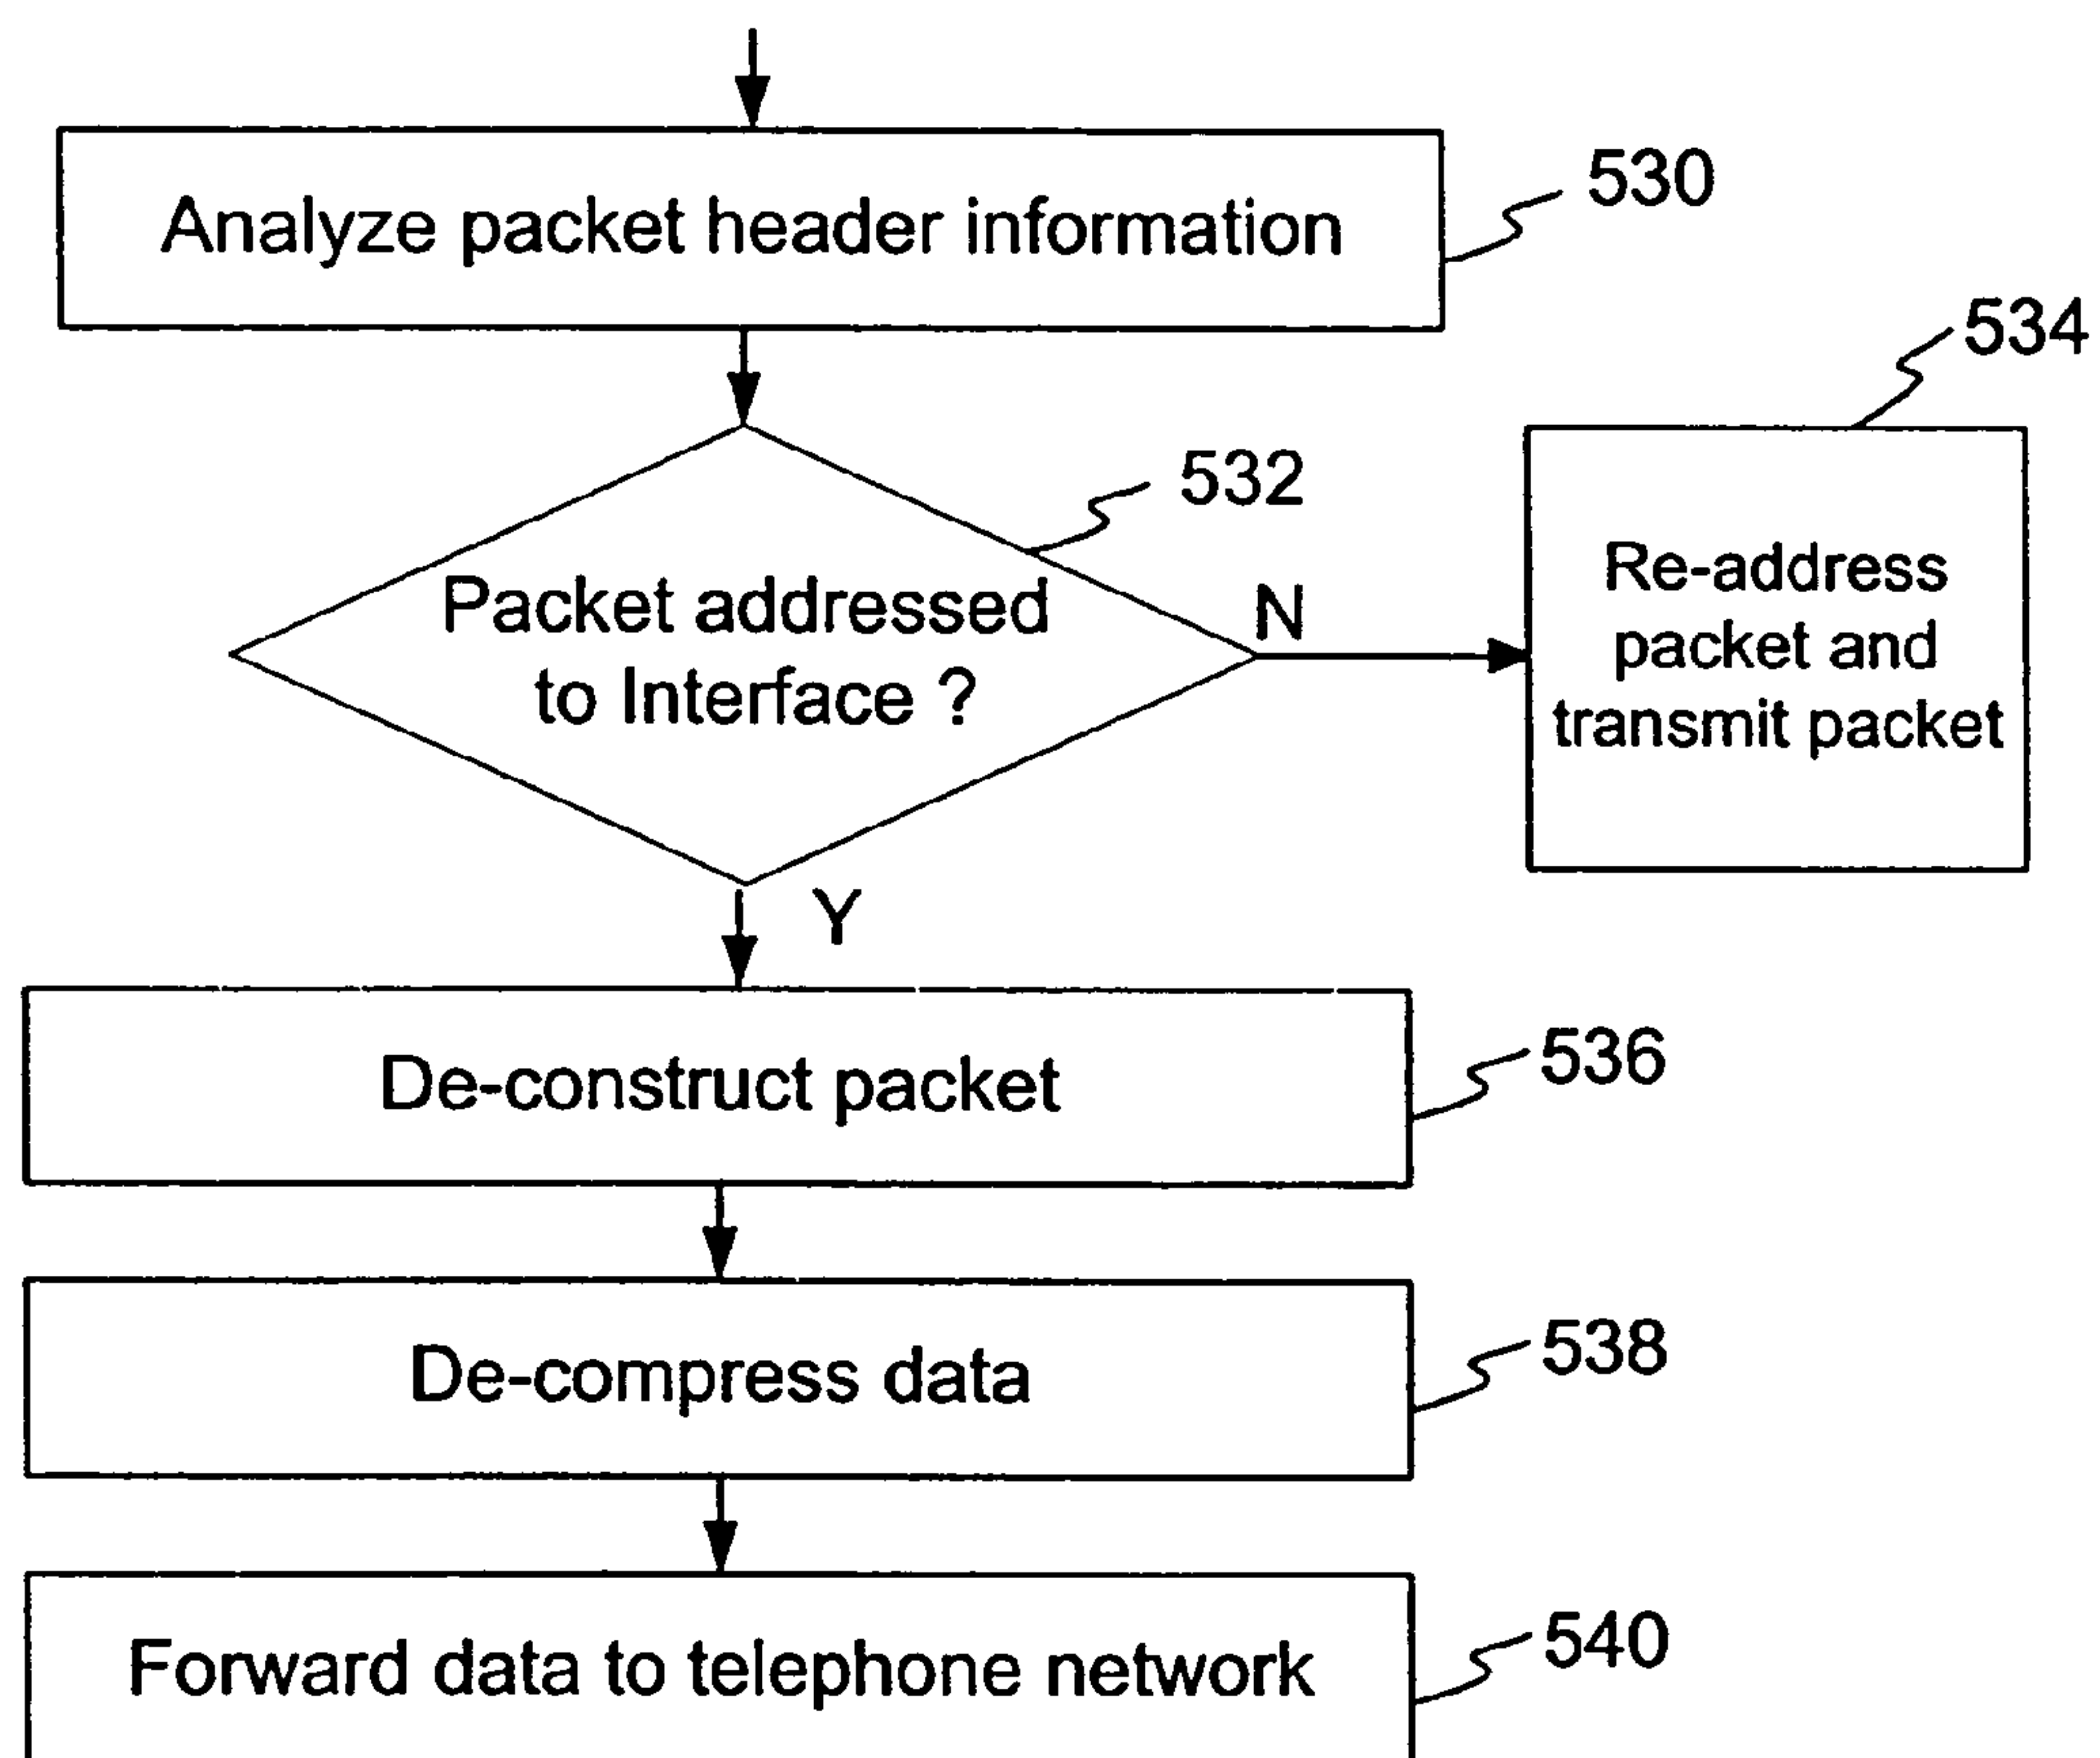 Analyze packet header information
530
534
532
Packet addressed
to Interface ?
N
Re-address
packet and
transmit packet
Y
De-construct packet
536
De-compress data
538
Forward data to telephone network
540